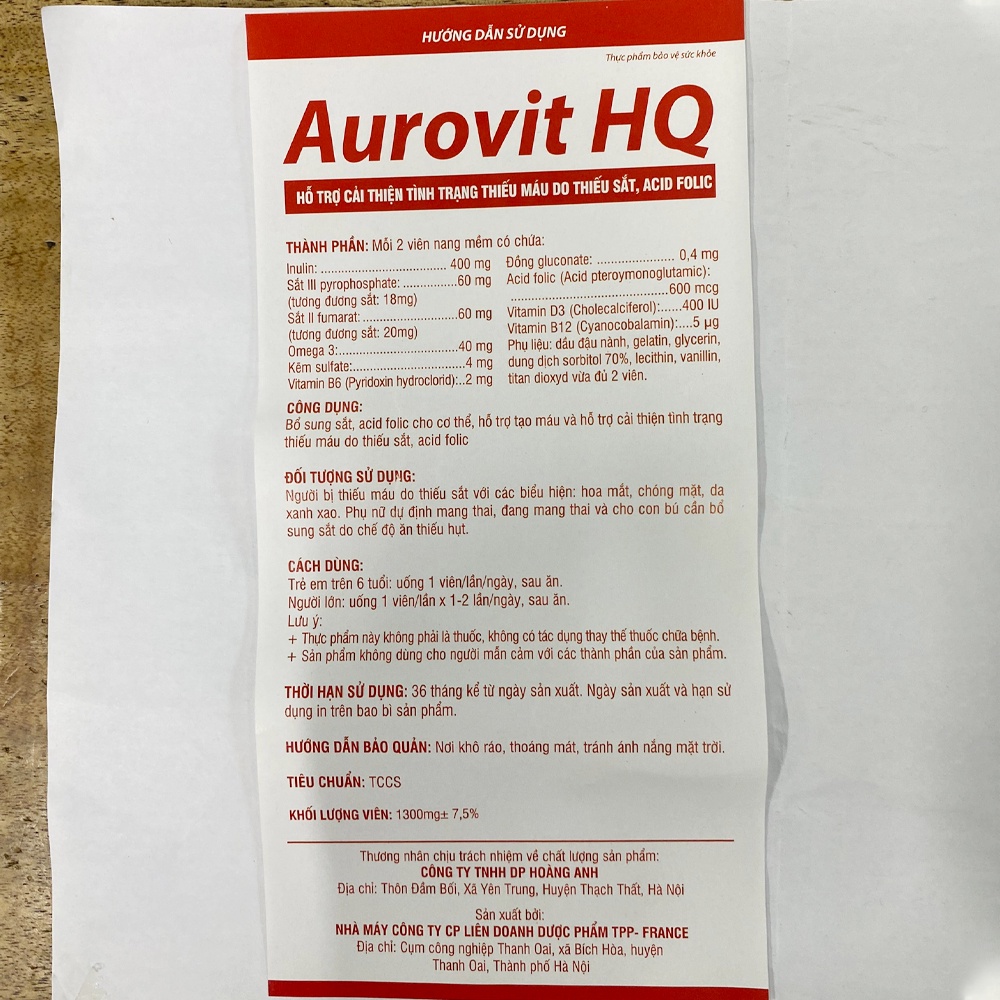 HƯỚNG DẪN SỬ DỤNG
Thực phẩm bảo vệ sức khỏe
Aurovit HQ
HỖ TRỢ CẢI THIỆN TÌNH TRẠNG THIẾU MÁU DO THIẾU SẮT, ACID FOLIC
THÀNH PHẦN: Mỗi 2 viên nang mềm có chứa:
Inulin: .................................... 400 mg
Sắt III pyrophosphate: ...............60 mg
(tương đương sắt: 18mg)
Sắt II fumarat: ...........................60 mg
(tương đương sắt: 20mg)
Omega 3:..................................40 mg
Kẽm sulfate:................................4 mg
Vitamin B6 (Pyridoxin hydroclorid):..2 mg
Đồng gluconate: ...................... 0,4 mg
Acid folic (Acid pteroymonoglutamic):
.............................................600 mcg
Vitamin D3 (Cholecalciferol):......400 IU
Vitamin B12 (Cyanocobalamin):....5 µg
Phụ liệu: dầu đậu nành, gelatin, glycerin,
dung dịch sorbitol 70%, lecithin, vanillin,
titan dioxyd vừa đủ 2 viên.
CÔNG DỤNG:
Bổ sung sắt, acid folic cho cơ thể, hỗ trợ tạo máu và hỗ trợ cải thiện tình trạng
thiếu máu do thiếu sắt, acid folic
ĐỐI TƯỢNG SỬ DỤNG:
Người bị thiếu máu do thiếu sắt với các biểu hiện: hoa mắt, chóng mặt, da
xanh xao. Phụ nữ dự định mang thai, đang mang thai và cho con bú cần bổ
sung sắt do chế độ ăn thiếu hụt.
CÁCH DÙNG:
Trẻ em trên 6 tuổi: uống 1 viên/lần/ngày, sau ăn.
Người lớn: uống 1 viên/lần x 1-2 lần/ngày, sau ăn.
Lưu ý:
+ Thực phẩm này không phải là thuốc, không có tác dụng thay thế thuốc chữa bệnh.
+ Sản phẩm không dùng cho người mẫn cảm với các thành phần của sản phẩm.
THỜI HẠN SỬ DỤNG: 36 tháng kể từ ngày sản xuất. Ngày sản xuất và hạn sử
dụng in trên bao bì sản phẩm.
HƯỚNG DẪN BẢO QUẢN: Nơi khô ráo, thoáng mát, tránh ánh nắng mặt trời.
TIÊU CHUẨN: TCCS
KHỐI LƯỢNG VIÊN: 1300mg± 7,5%
Thương nhân chịu trách nhiệm về chất lượng sản phẩm:
CÔNG TY TNHH DP HOÀNG ANH
Địa chỉ: Thôn Đầm Bối, Xã Yên Trung, Huyện Thạch Thất, Hà Nội
Sản xuất bởi:
NHÀ MÁY CÔNG TY CP LIÊN DOANH DƯỢC PHẨM TPP- FRANCE
Địa chỉ: Cụm công nghiệp Thanh Oai, xã Bích Hòa, huyện
Thanh Oai, Thành phố Hà Nội